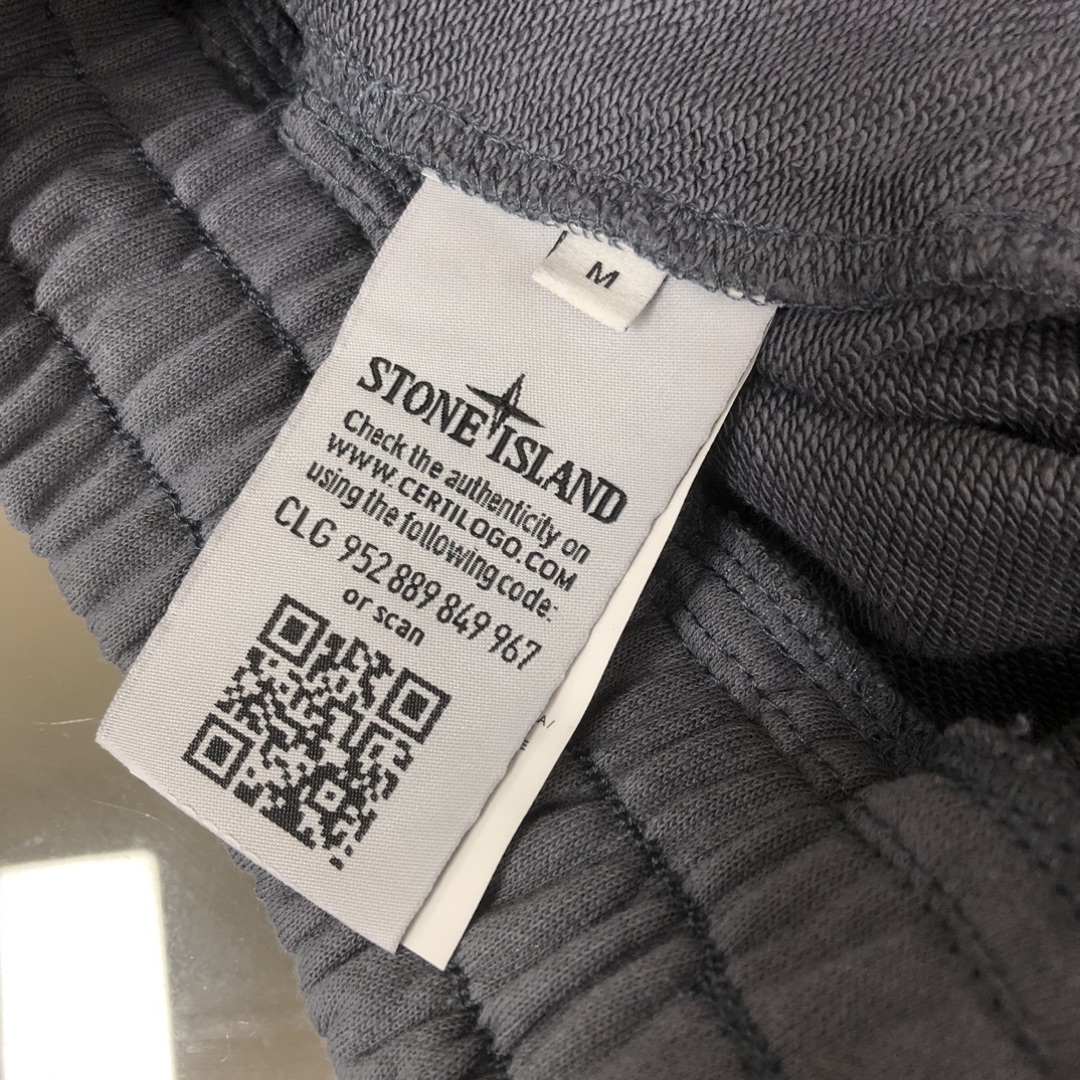 M
STONE ISLAND
Check the authenticity on
WWW.CERTILOGO.COM
using the following code:
CLG 952 889 849 967
or scan
A/
E